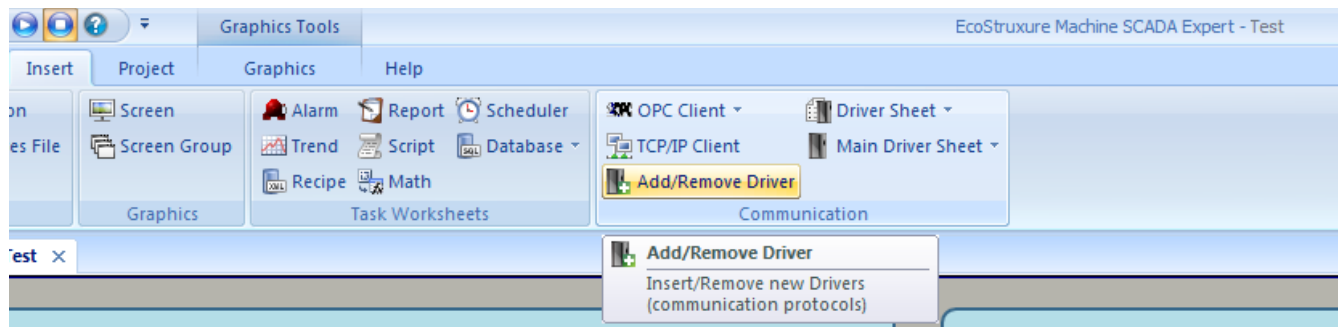 Graphics Tools
EcoStruxure Machine SCADA Expert - Test
Insert Project Graphics Help
Screen Alarm Report Scheduler OPC Client Driver Sheet
es File Screen Group Trend Script Database TCP/IP Client Main Driver Sheet
Recipe Math Add/Remove Driver
Graphics Task Worksheets Communication
Test
Add/Remove Driver
Insert/Remove new Drivers
(communication protocols)